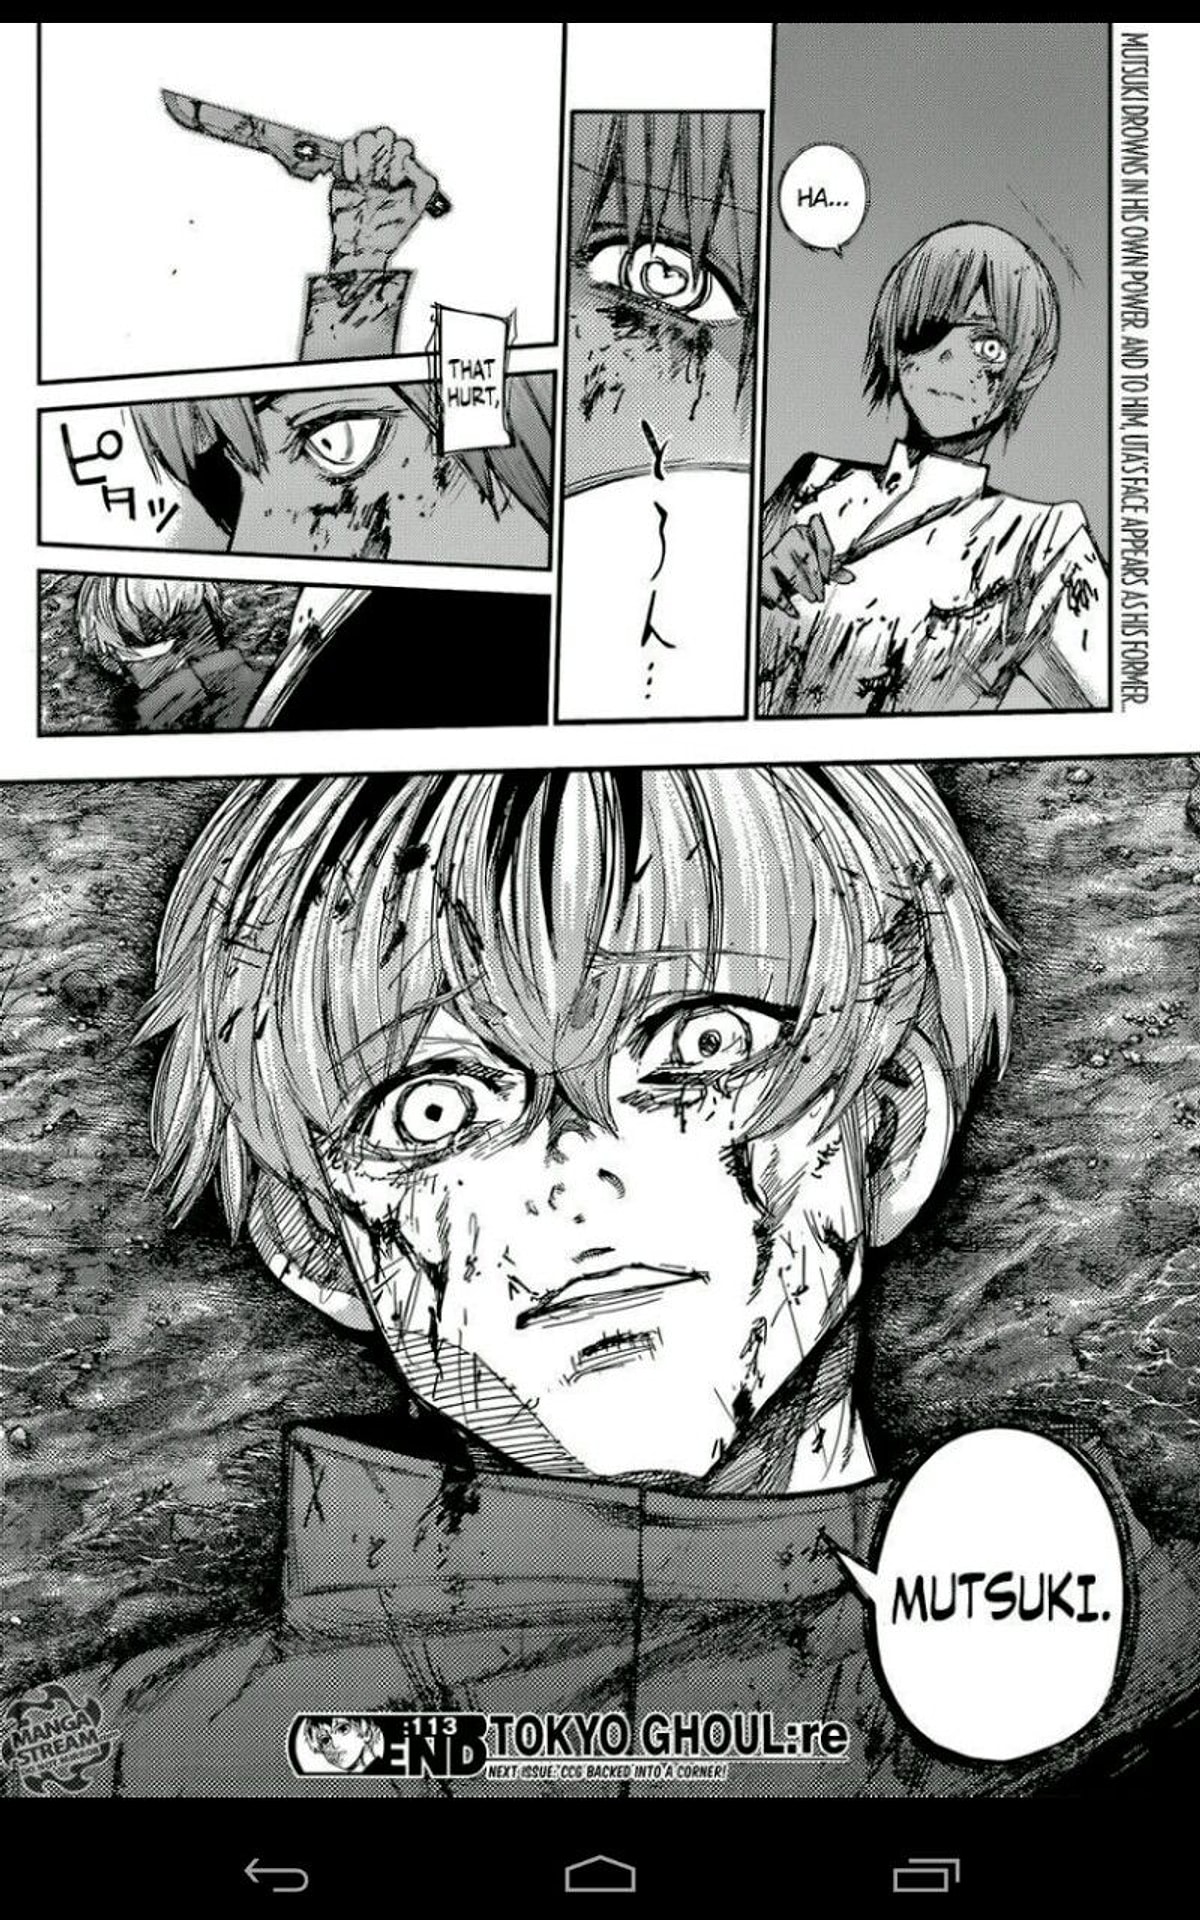 MUTSUKI DROWNS IN HIS OWN POWER. AND TO HIM, UTA'S FACE APPEARS AS HIS FORMER...
HA...
と〜ん…
THAT
HURT,
ピタッ
MUTSUKI.
:113
END
TOKYO GHOUL:re
NEXT ISSUE: CCG BACKED INTO A CORNER!
MANGA
STREAM